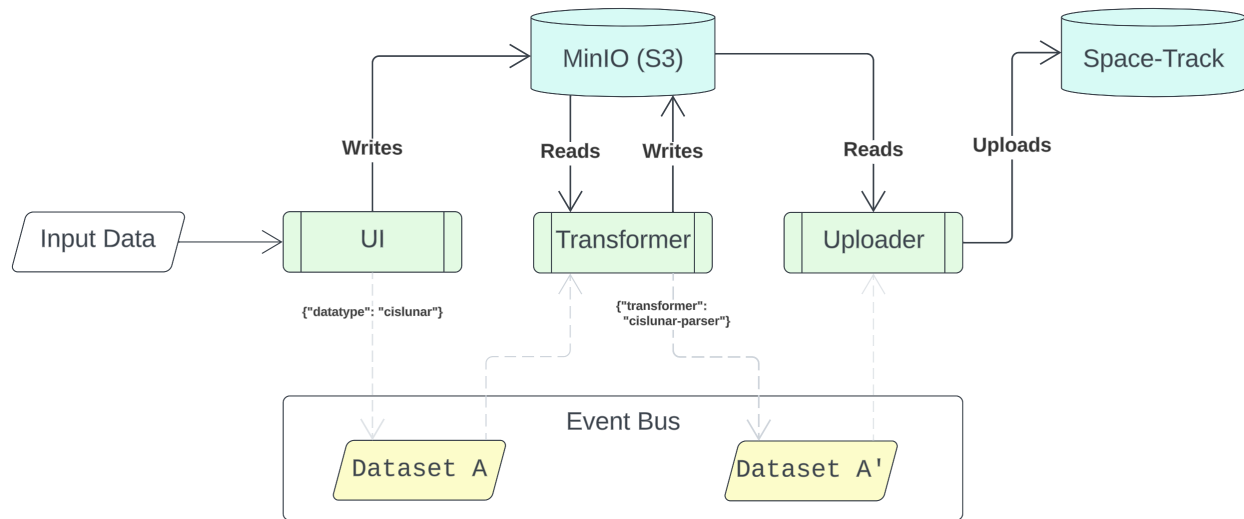 MinIO (S3)
Space-Track
Writes
Reads
Writes
Reads
Uploads
Input Data
UI
Transformer
Uploader
{"datatype": "cislunar"}
{"transformer":
"cislunar-parser"}
Event Bus
Dataset A
Dataset A'